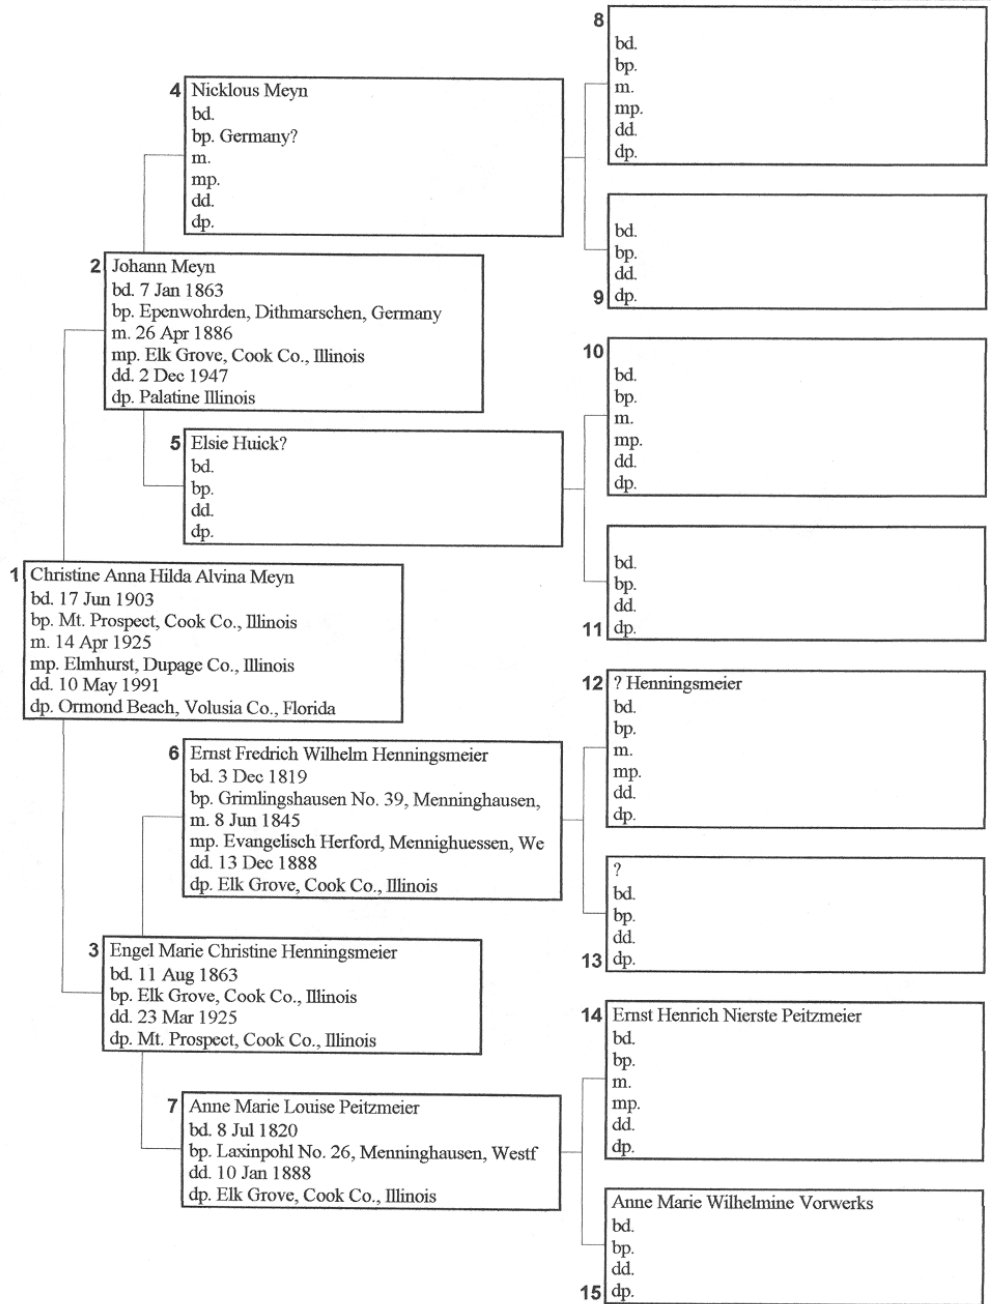 8
bd.
bp.
m.
mp.
dd.
dp.
4 Nicklous Meyn
bd.
bp. Germany?
m.
mp.
dd.
dp.
bd.
bp.
dd.
9 dp.
2 Johann Meyn
bd. 7 Jan 1863
bp. Epenwohrden, Dithmarschen, Germany
m. 26 Apr 1886
mp. Elk Grove, Cook Co., Illinois
dd. 2 Dec 1947
dp. Palatine Illinois
10
bd.
bp.
m.
mp.
dd.
dp.
5 Elsie Huick?
bd.
bp.
dd.
dp.
bd.
bp.
dd.
11 dp.
1 Christine Anna Hilda Alvina Meyn
bd. 17 Jun 1903
bp. Mt. Prospect, Cook Co., Illinois
m. 14 Apr 1925
mp. Elmhurst, Dupage Co., Illinois
dd. 10 May 1991
dp. Ormond Beach, Volusia Co., Florida
12 ? Henningsmeier
bd.
bp.
m.
mp.
dd.
dp.
6 Ernst Fredrich Wilhelm Henningsmeier
bd. 3 Dec 1819
bp. Grimlingshausen No. 39, Menninghausen,
m. 8 Jun 1845
mp. Evangelisch Herford, Mennighuessen, We
dd. 13 Dec 1888
dp. Elk Grove, Cook Co., Illinois
?
bd.
bp.
dd.
13 dp.
3 Engel Marie Christine Henningsmeier
bd. 11 Aug 1863
bp. Elk Grove, Cook Co., Illinois
dd. 23 Mar 1925
dp. Mt. Prospect, Cook Co., Illinois
14 Ernst Henrich Nierste Peitzmeier
bd.
bp.
m.
mp.
dd.
dp.
7 Anne Marie Louise Peitzmeier
bd. 8 Jul 1820
bp. Laxinpohl No. 26, Menninghausen, Westf
dd. 10 Jan 1888
dp. Elk Grove, Cook Co., Illinois
Anne Marie Wilhelmine Vorwerks
bd.
bp.
dd.
15 dp.